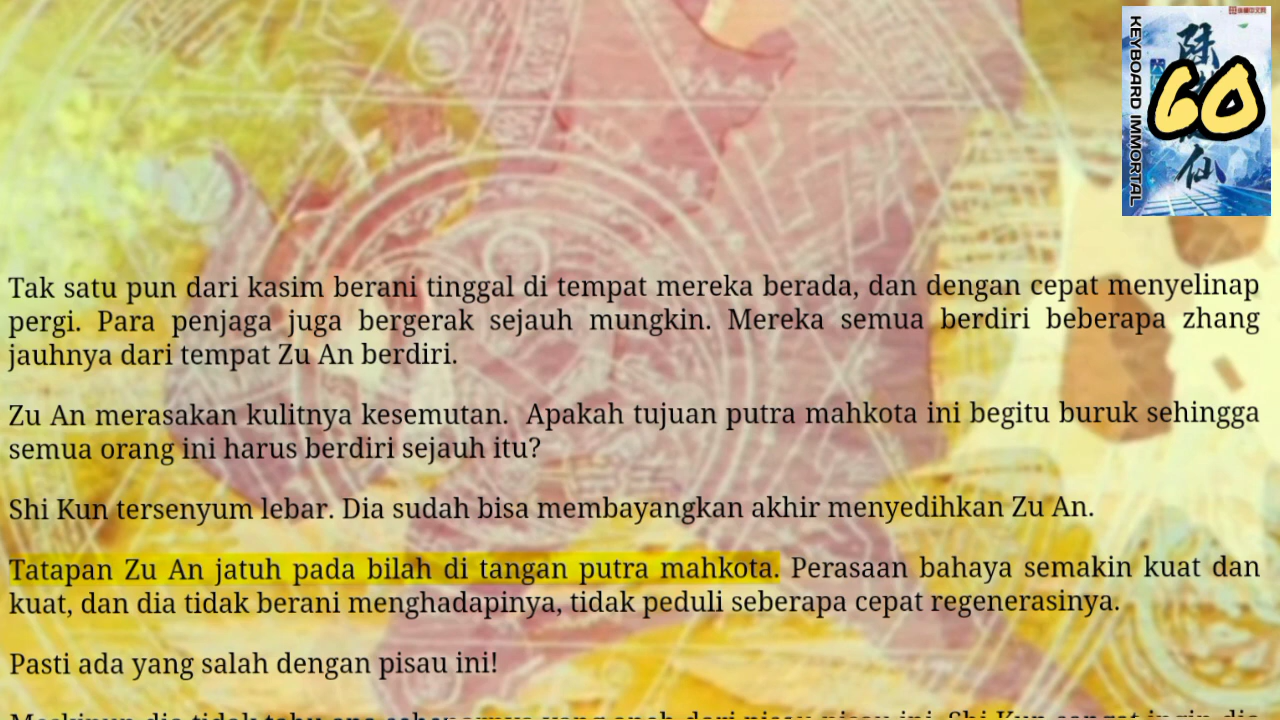 KEYBOARD IMMORTAL
60
仙
Tak satu pun dari kasim berani tinggal di tempat mereka berada, dan dengan cepat menyelinap
pergi. Para penjaga juga bergerak sejauh mungkin. Mereka semua berdiri beberapa zhang
jauhnya dari tempat Zu An berdiri.
Zu An merasakan kulitnya kesemutan. Apakah tujuan putra mahkota ini begitu buruk sehingga
semua orang ini harus berdiri sejauh itu?
Shi Kun tersenyum lebar. Dia sudah bisa membayangkan akhir menyedihkan Zu An.
Tatapan Zu An jatuh pada bilah di tangan putra mahkota. Perasaan bahaya semakin kuat dan
kuat, dan dia tidak berani menghadapinya, tidak peduli seberapa cepat regenerasinya.
Pasti ada yang salah dengan pisau ini!